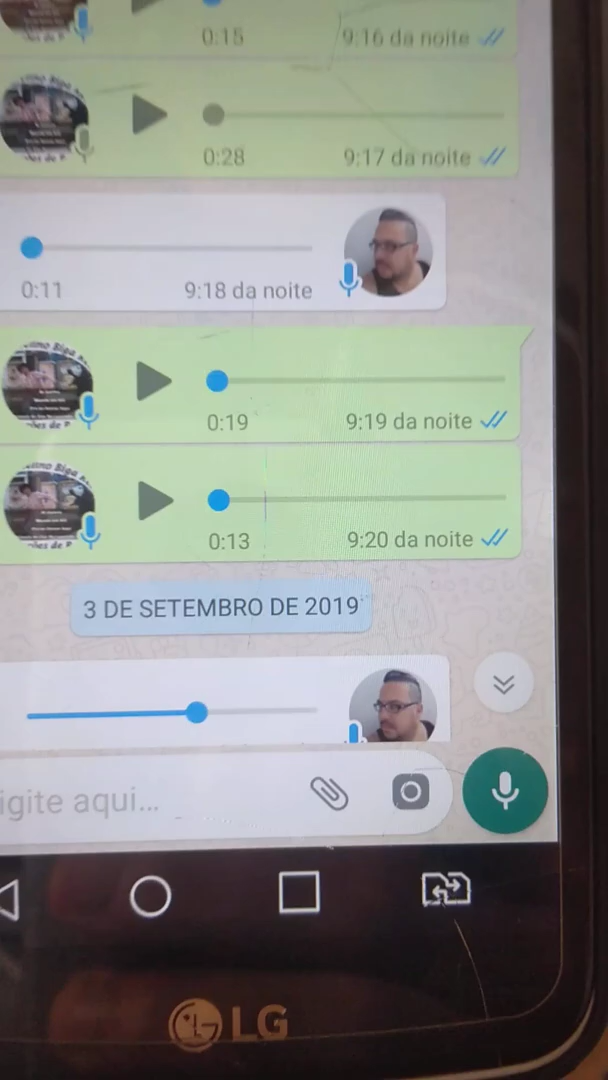 0:15 9:16 da noite
0:28 9:17 da noite
0:11 9:18 da noite
0:19 9:19 da noite
0:13 9:20 da noite
3 DE SETEMBRO DE 2019
igite aqui...
LG